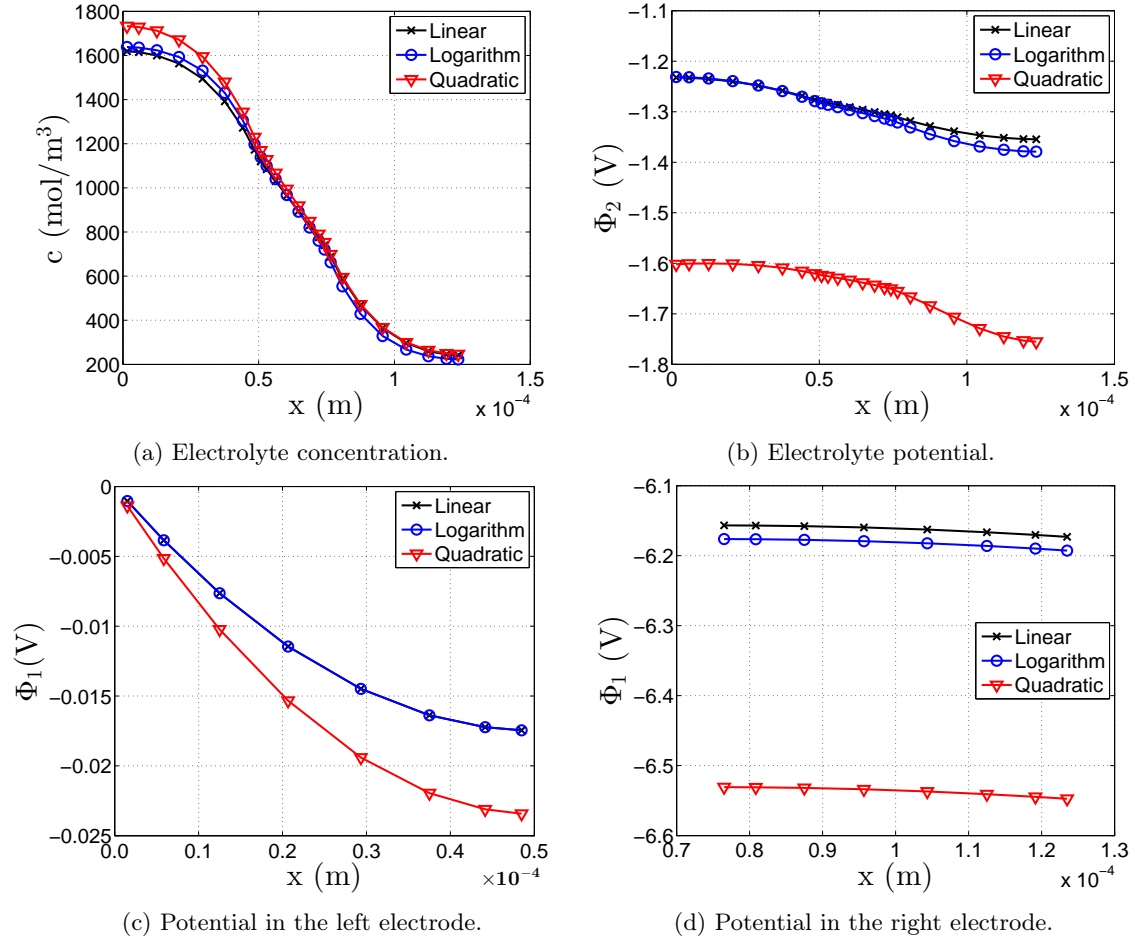 1800
1600
1400
1200
1000
800
600
400
200
0
0.5
1
1.5
x 10⁻⁴
c (mol/m³)
x (m)
Linear
Logarithm
Quadratic
(a) Electrolyte concentration.
−1.1
−1.2
−1.3
−1.4
−1.5
−1.6
−1.7
−1.8
0
0.5
1
1.5
x 10⁻⁴
Φ₂ (V)
x (m)
Linear
Logarithm
Quadratic
(b) Electrolyte potential.
0
−0.005
−0.01
−0.015
−0.02
−0.025
0.0
0.1
0.2
0.3
0.4
0.5
×10⁻⁴
Φ₁(V)
x (m)
Linear
Logarithm
Quadratic
(c) Potential in the left electrode.
−6.1
−6.2
−6.3
−6.4
−6.5
−6.6
0.7
0.8
0.9
1
1.1
1.2
1.3
x 10⁻⁴
Φ₁ (V)
x (m)
Linear
Logarithm
Quadratic
(d) Potential in the right electrode.